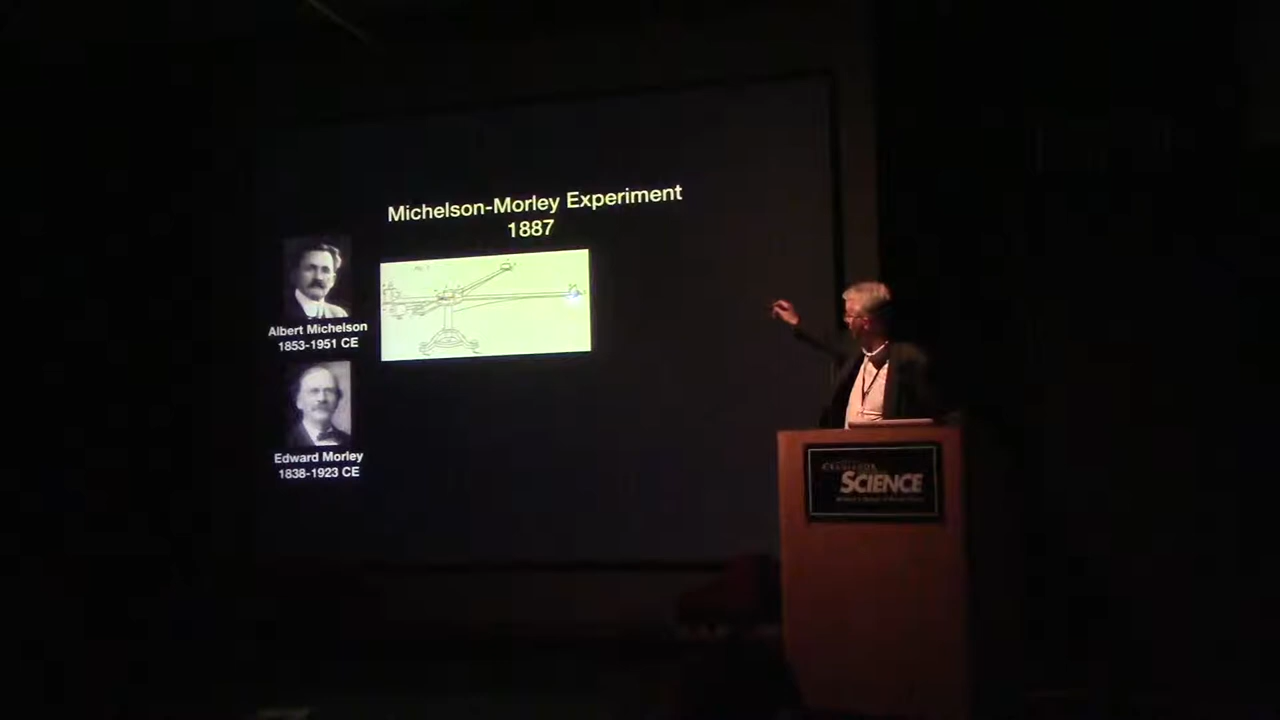 Michelson-Morley Experiment
1887
Albert Michelson
1853-1951 CE
Edward Morley
1838-1923 CE
SCIENCE